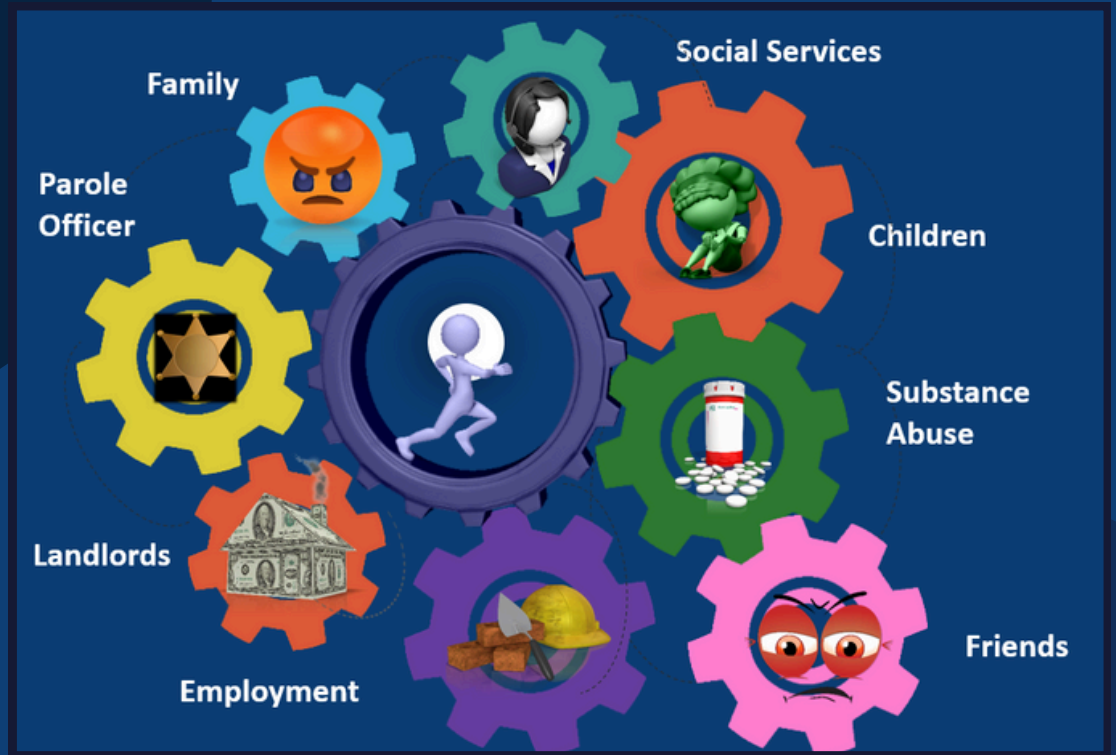 Social Services
Family
Parole
Officer
Children
Substance
Abuse
Landlords
Friends
Employment